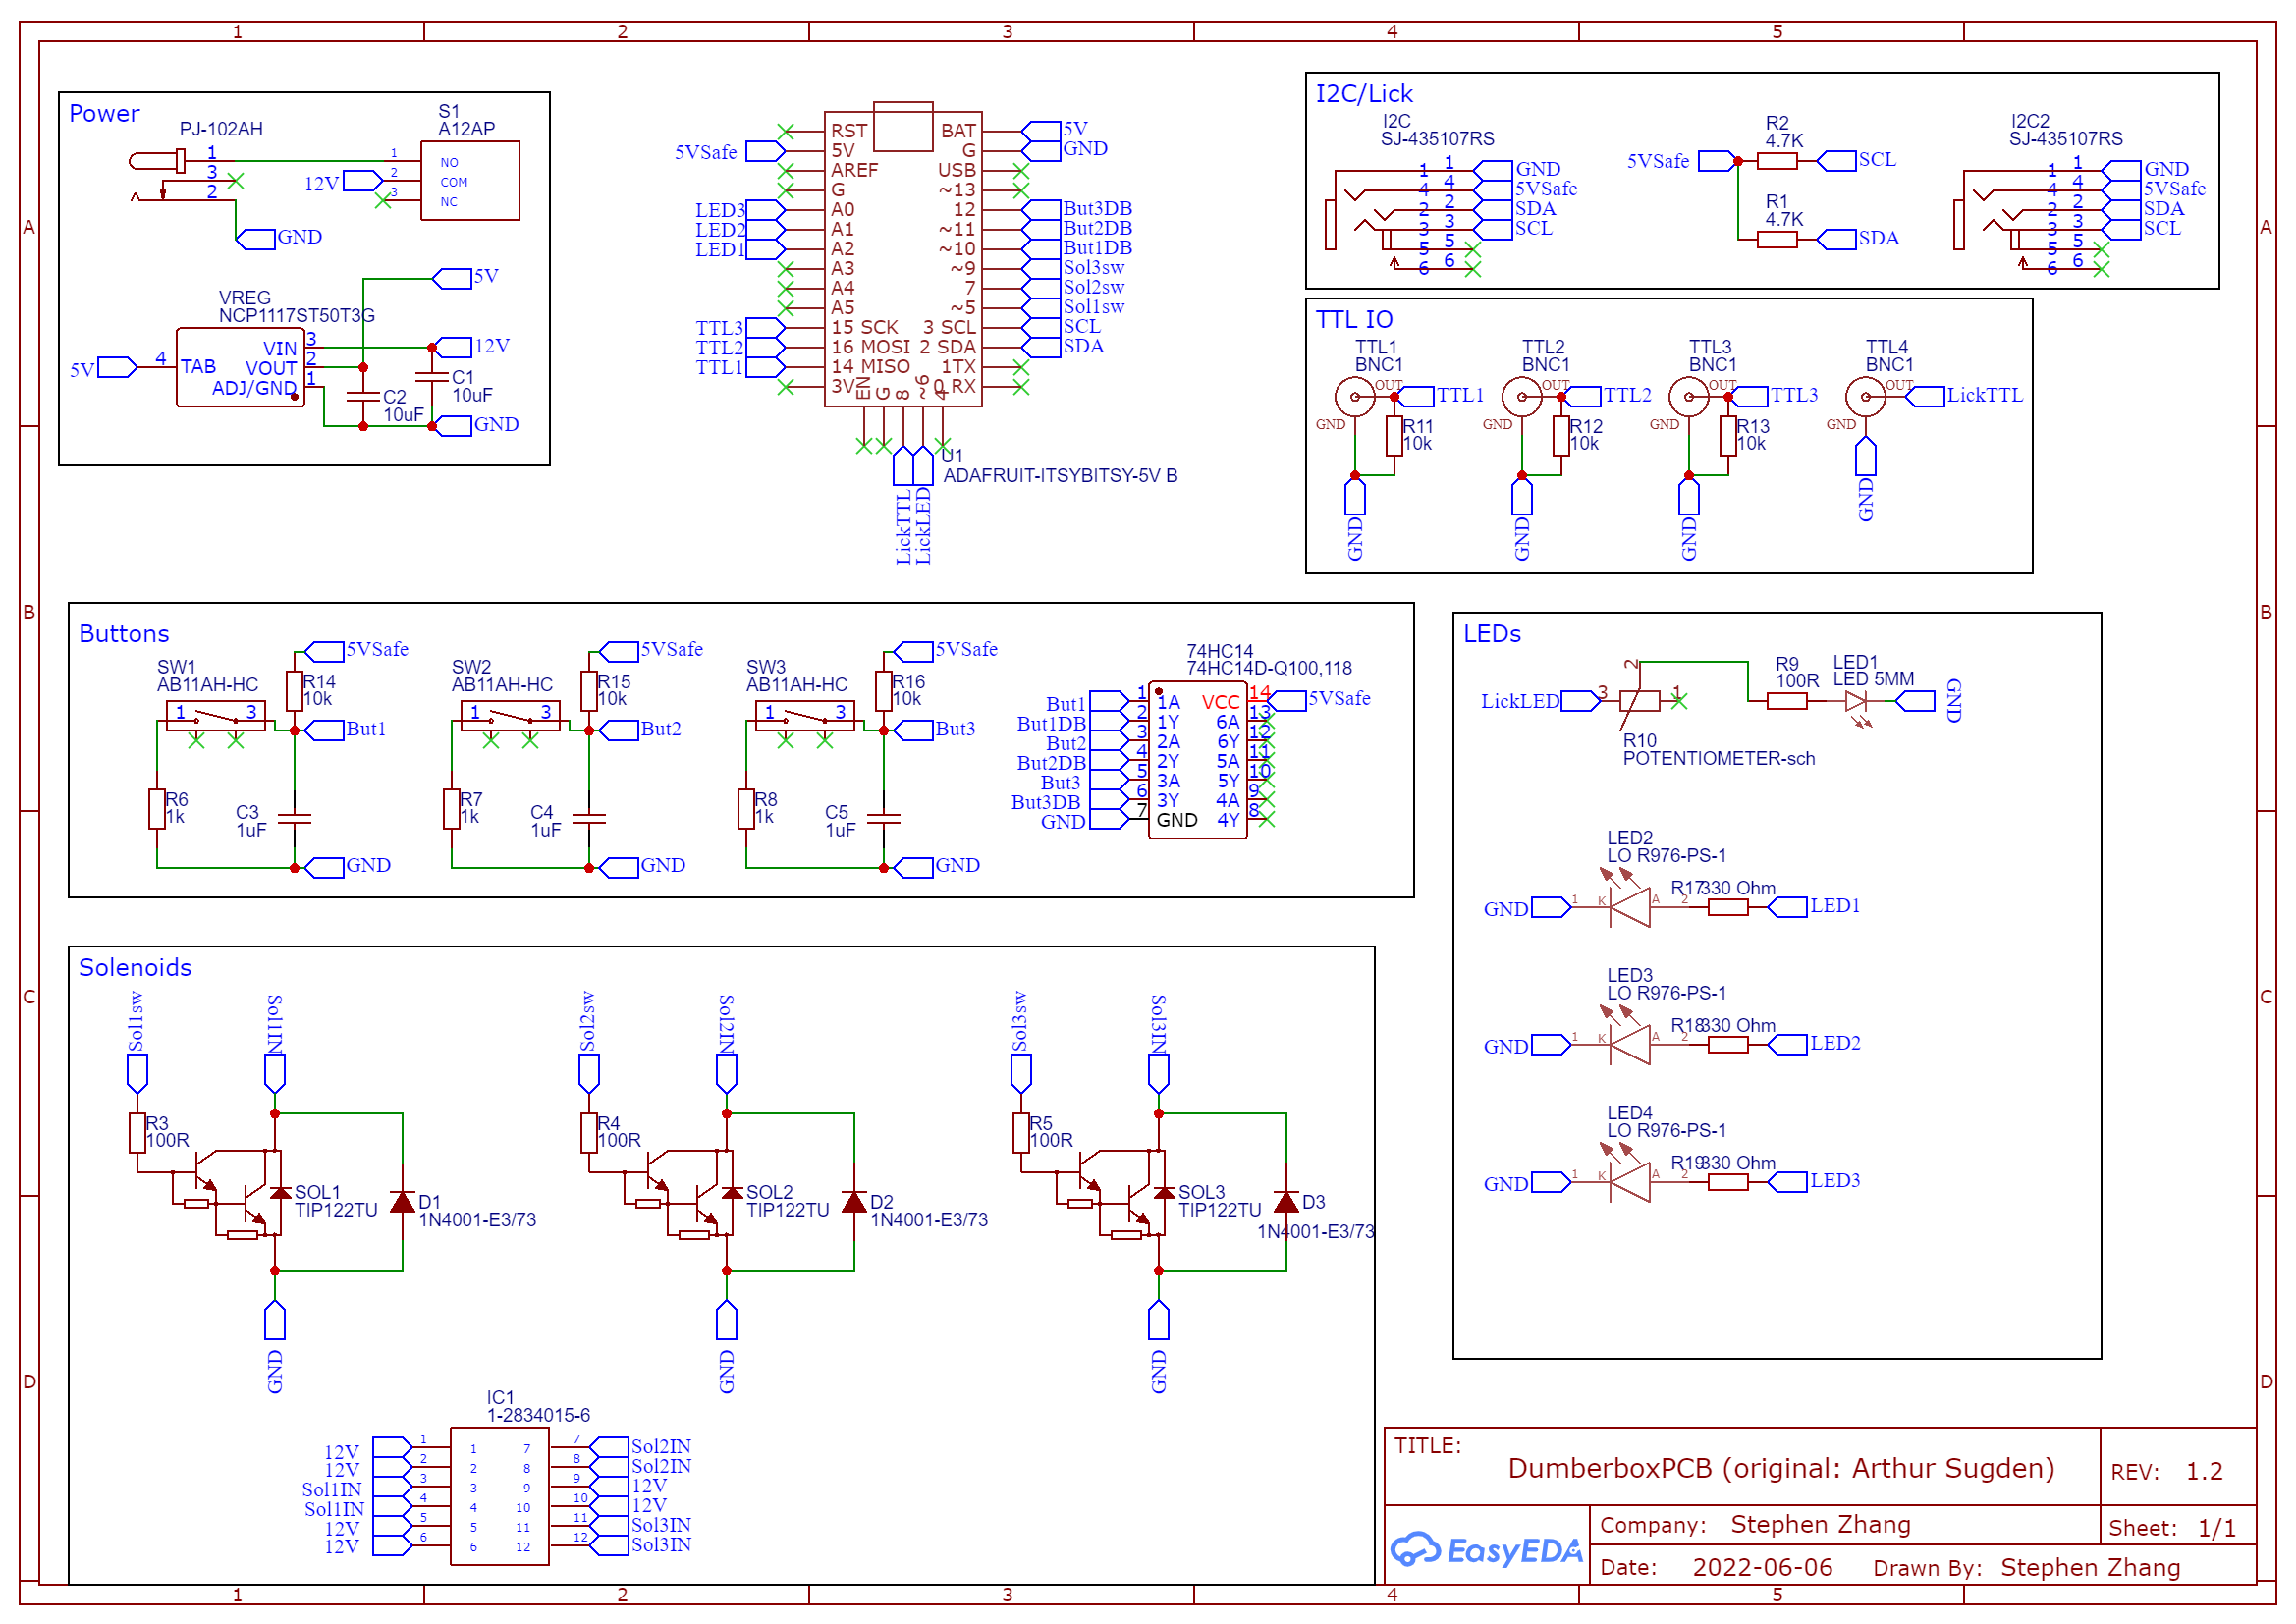 1 2 3 4 5
A
B
C
D
A
B
C
D
1 2 3 4 5
Power
PJ-102AH
1
3
2
GND
S1
A12AP
12V
1 NO
2 COM
3 NC
5V
VREG
NCP1117ST50T3G
5V
4 TAB
VIN 3
VOUT 2
ADJ/GND 1
12V
C1
10uF
C2
10uF
GND
RST BAT 5V
5VSafe 5V G GND
AREF USB
G ~13
LED3 A0 12 But3DB
LED2 A1 ~11 But2DB
LED1 A2 ~10 But1DB
A3 ~9 Sol3sw
A4 7 Sol2sw
A5 ~5 Sol1sw
TTL3 15 SCK 3 SCL SCL
TTL2 16 MOSI 2 SDA SDA
TTL1 14 MISO 1TX
3V 0 RX
EN G 8 ~6 4
U1
ADAFRUIT-ITSYBITSY-5V B
LickTTL
LickLED
I2C/Lick
I2C
SJ-435107RS
1 1 GND
4 4 5VSafe
2 2 SDA
3 3 SCL
5 5
6 6
R2
4.7K
5VSafe
SCL
R1
4.7K
SDA
I2C2
SJ-435107RS
1 1 GND
4 4 5VSafe
2 2 SDA
3 3 SCL
5 5
6 6
TTL IO
TTL1
BNC1
OUT
TTL1
GND
R11
10k
GND
TTL2
BNC1
OUT
TTL2
GND
R12
10k
GND
TTL3
BNC1
OUT
TTL3
GND
R13
10k
GND
TTL4
BNC1
OUT
LickTTL
GND
GND
Buttons
SW1
AB11AH-HC
1 3
5VSafe
R14
10k
But1
R6
1k
C3
1uF
GND
SW2
AB11AH-HC
1 3
5VSafe
R15
10k
But2
R7
1k
C4
1uF
GND
SW3
AB11AH-HC
1 3
5VSafe
R16
10k
But3
R8
1k
C5
1uF
GND
74HC14
74HC14D-Q100,118
But1 1 1A VCC 14 5VSafe
But1DB 2 1Y 6A 13
But2 3 2A 6Y 12
But2DB 4 2Y 5A 11
But3 5 3A 5Y 10
But3DB 6 3Y 4A 9
GND 7 GND 4Y 8
LEDs
LickLED
3
2
1
R10
POTENTIOMETER-sch
R9
100R
LED1
LED 5MM
GND
LED2
LO R976-PS-1
GND 1 K A 2
R17 330 Ohm
LED1
LED3
LO R976-PS-1
GND 1 K A 2
R18 330 Ohm
LED2
LED4
LO R976-PS-1
GND 1 K A 2
R19 330 Ohm
LED3
Solenoids
Sol1sw
Sol1IN
R3
100R
SOL1
TIP122TU
D1
1N4001-E3/73
GND
Sol2sw
Sol2IN
R4
100R
SOL2
TIP122TU
D2
1N4001-E3/73
GND
Sol3sw
Sol3IN
R5
100R
SOL3
TIP122TU
D3
1N4001-E3/73
GND
IC1
1-2834015-6
12V 1 1 7 7 Sol2IN
12V 2 2 8 8 Sol2IN
Sol1IN 3 3 9 9 12V
Sol1IN 4 4 10 10 12V
12V 5 5 11 11 Sol3IN
12V 6 6 12 12 Sol3IN
TITLE:
DumberboxPCB (original: Arthur Sugden)
REV: 1.2
EasyEDA
Company: Stephen Zhang
Sheet: 1/1
Date: 2022-06-06
Drawn By: Stephen Zhang